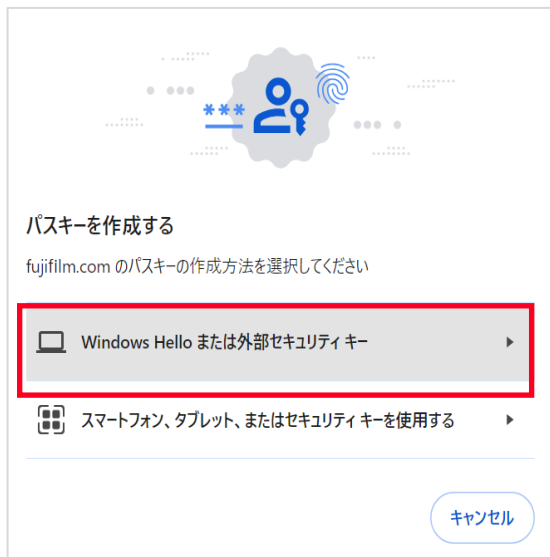 ***
パスキーを作成する
fujifilm.com のパスキーの作成方法を選択してください
Windows Hello または外部セキュリティ キー
スマートフォン、タブレット、またはセキュリティ キーを使用する
キャンセル